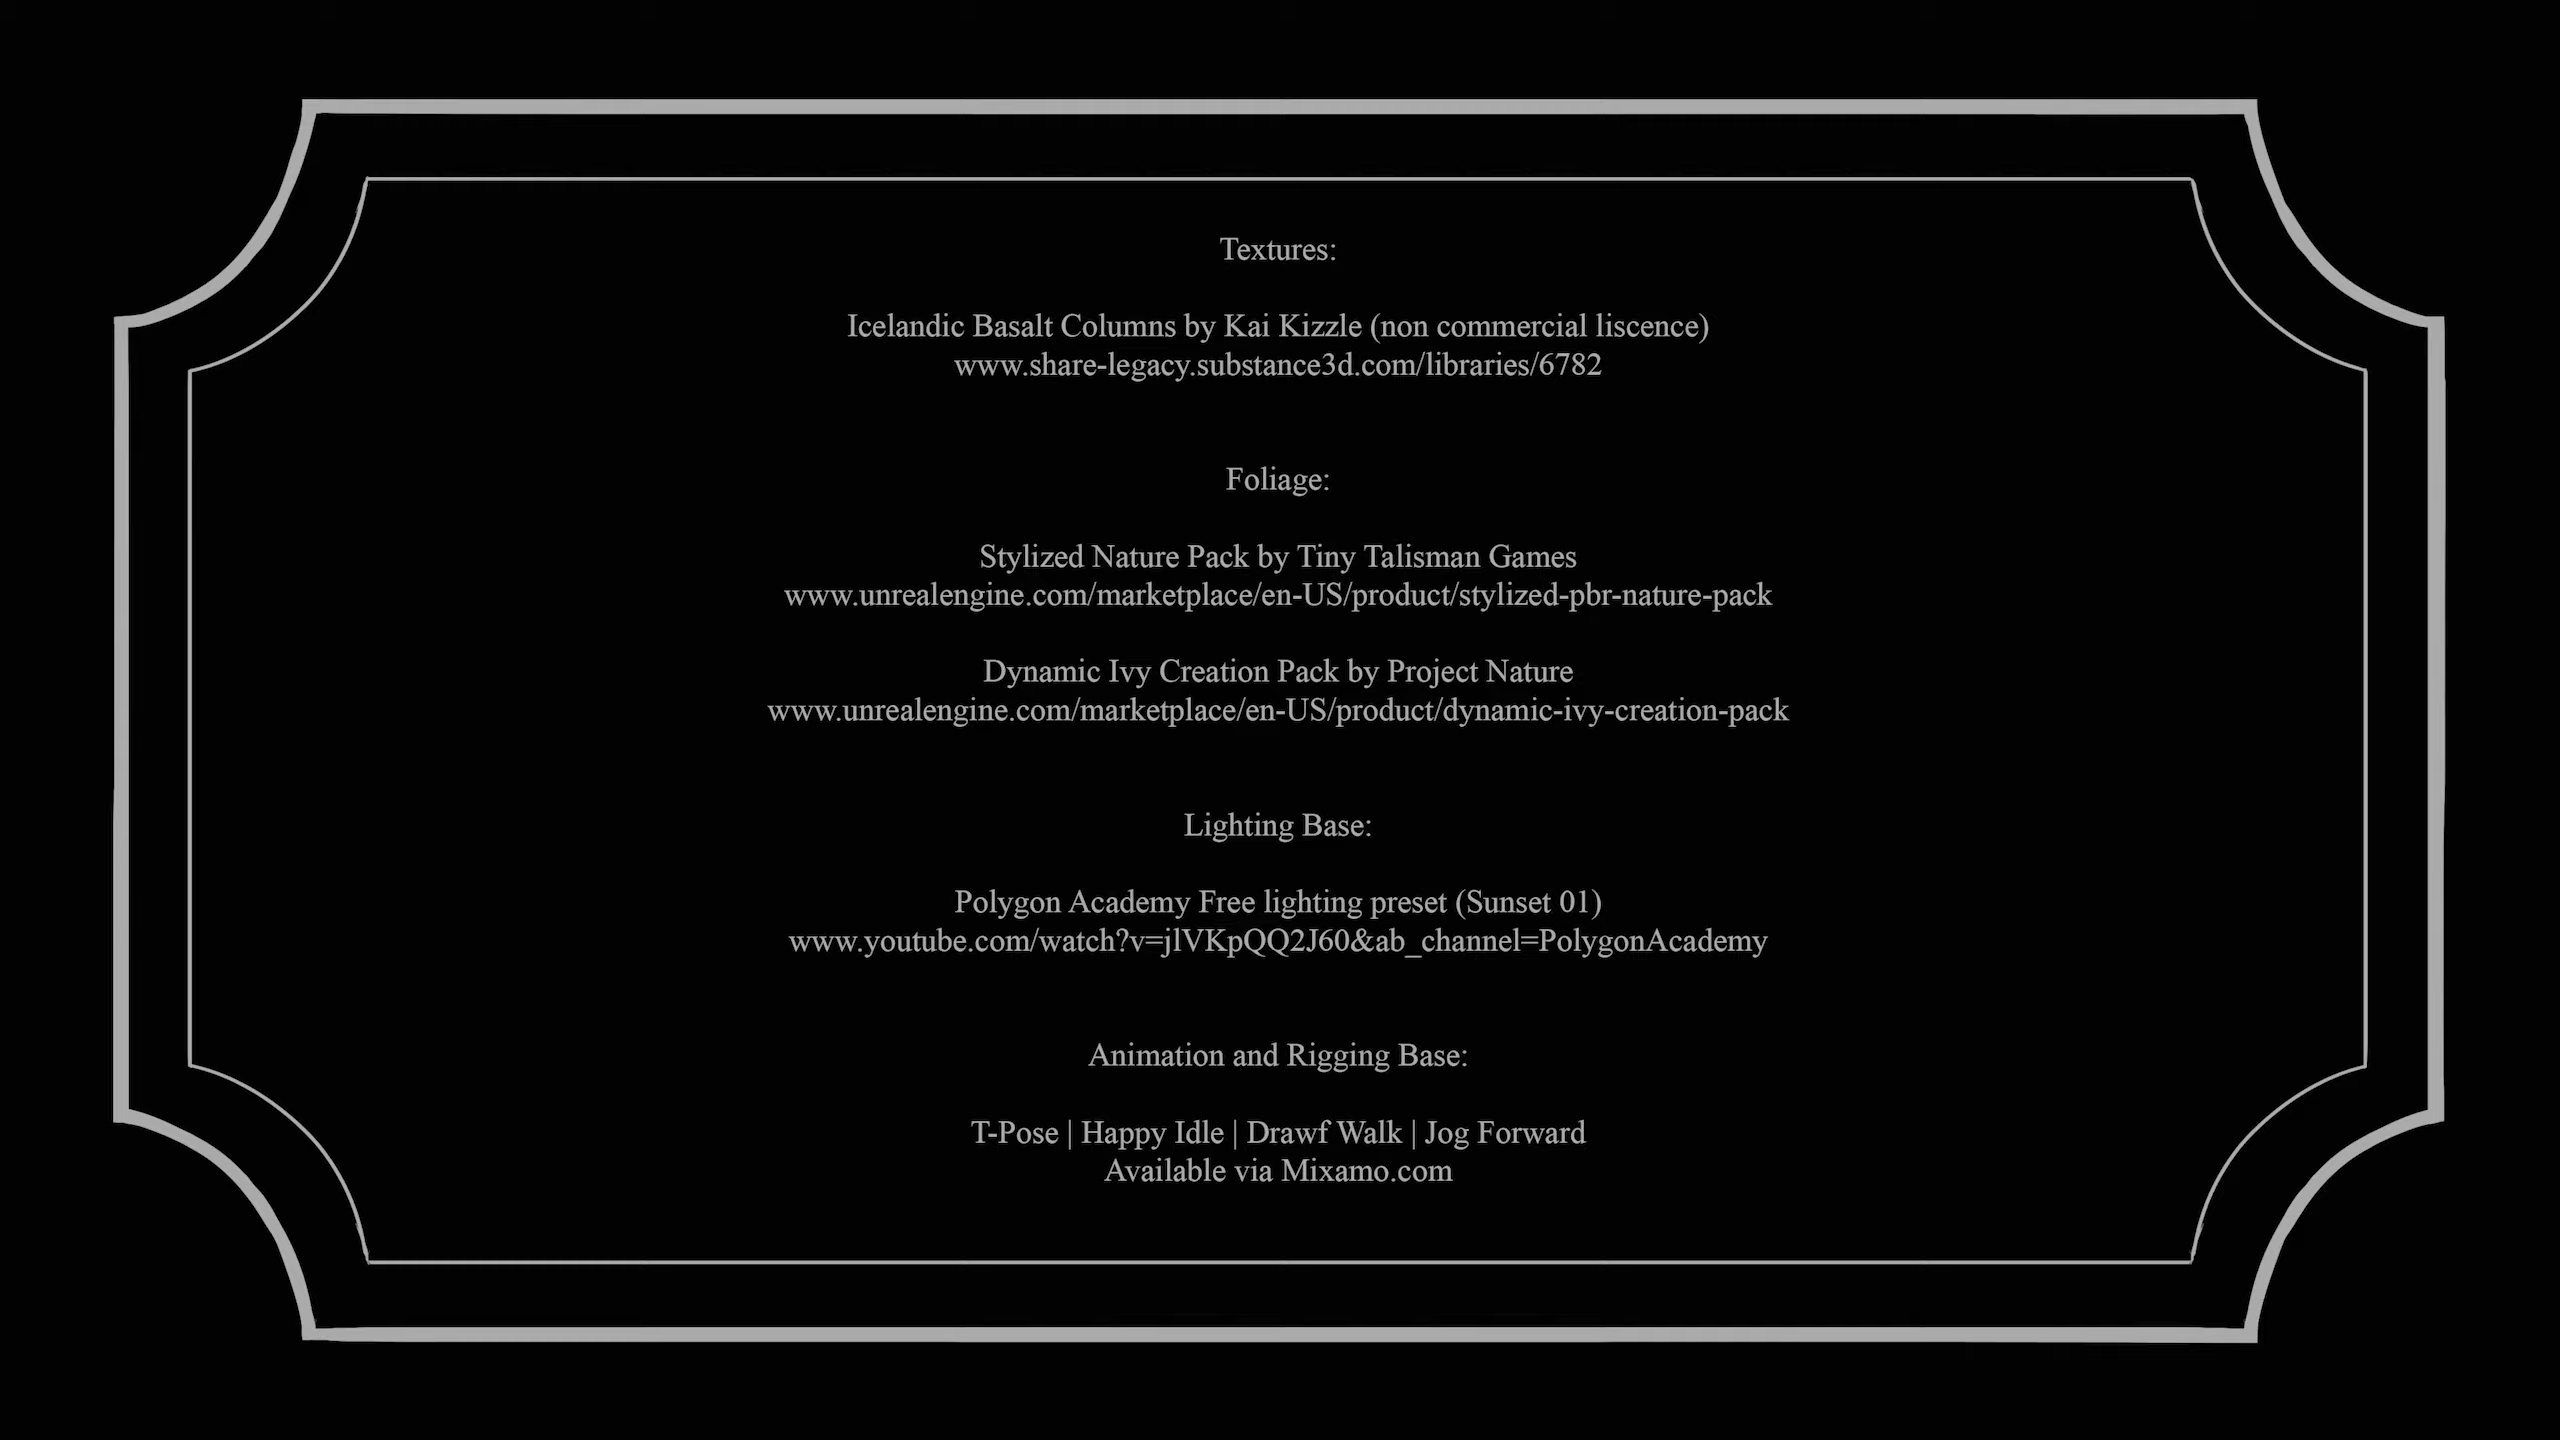 Textures:
Icelandic Basalt Columns by Kai Kizzle (non commercial liscence)
www.share-legacy.substance3d.com/libraries/6782
Foliage:
Stylized Nature Pack by Tiny Talisman Games
www.unrealengine.com/marketplace/en-US/product/stylized-pbr-nature-pack
Dynamic Ivy Creation Pack by Project Nature
www.unrealengine.com/marketplace/en-US/product/dynamic-ivy-creation-pack
Lighting Base:
Polygon Academy Free lighting preset (Sunset 01)
www.youtube.com/watch?v=jlVKpQQ2J60&ab_channel=PolygonAcademy
Animation and Rigging Base:
T-Pose | Happy Idle | Drawf Walk | Jog Forward
Available via Mixamo.com